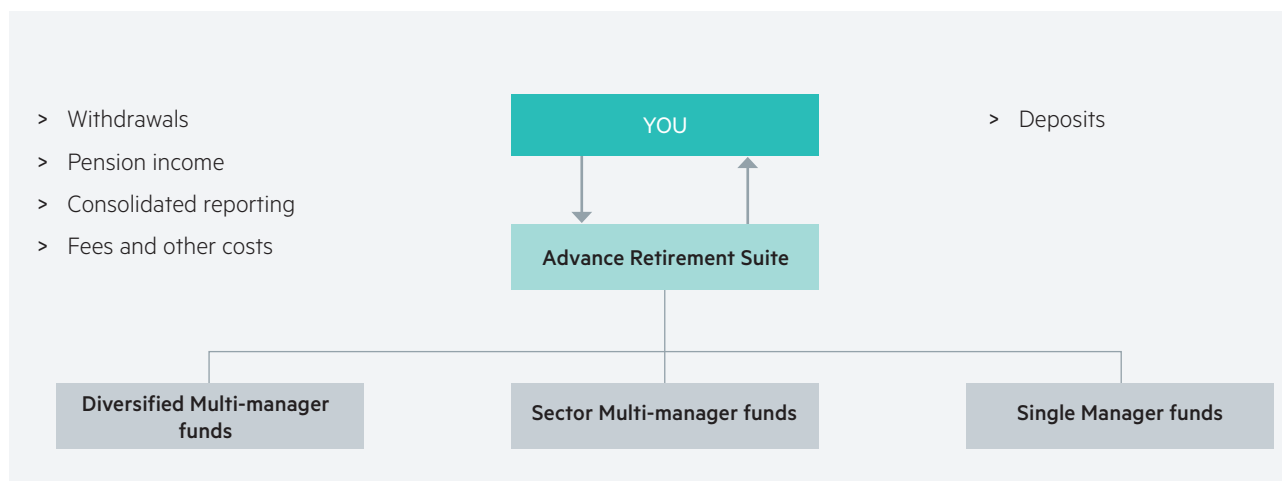 > Withdrawals
> Pension income
> Consolidated reporting
> Fees and other costs
YOU
> Deposits
Advance Retirement Suite
Diversified Multi-manager
funds
Sector Multi-manager funds
Single Manager funds